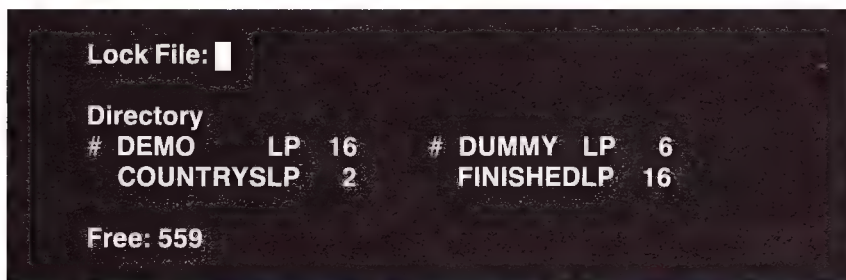 Lock File:
Directory
# DEMO LP 16 # DUMMY LP 6
COUNTRYSLP 2 FINISHEDLP 16
Free: 559